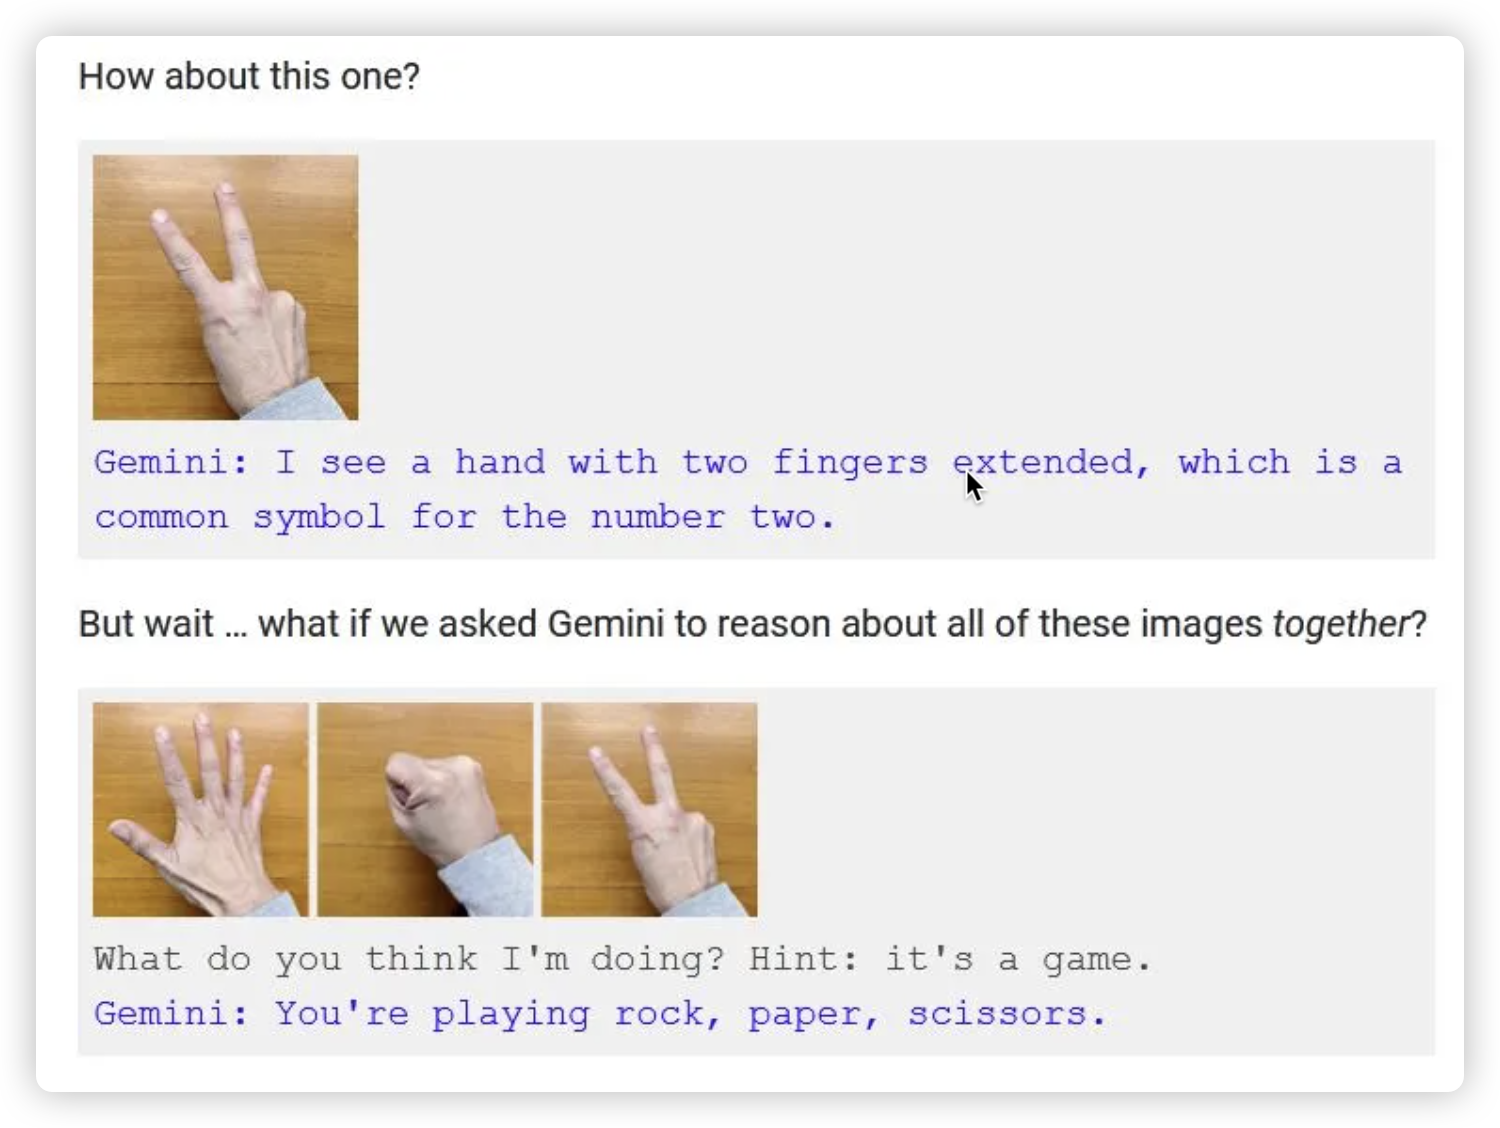 How about this one?
Gemini: I see a hand with two fingers extended, which is a
common symbol for the number two.
But wait … what if we asked Gemini to reason about all of these images together?
What do you think I'm doing? Hint: it's a game.
Gemini: You're playing rock, paper, scissors.